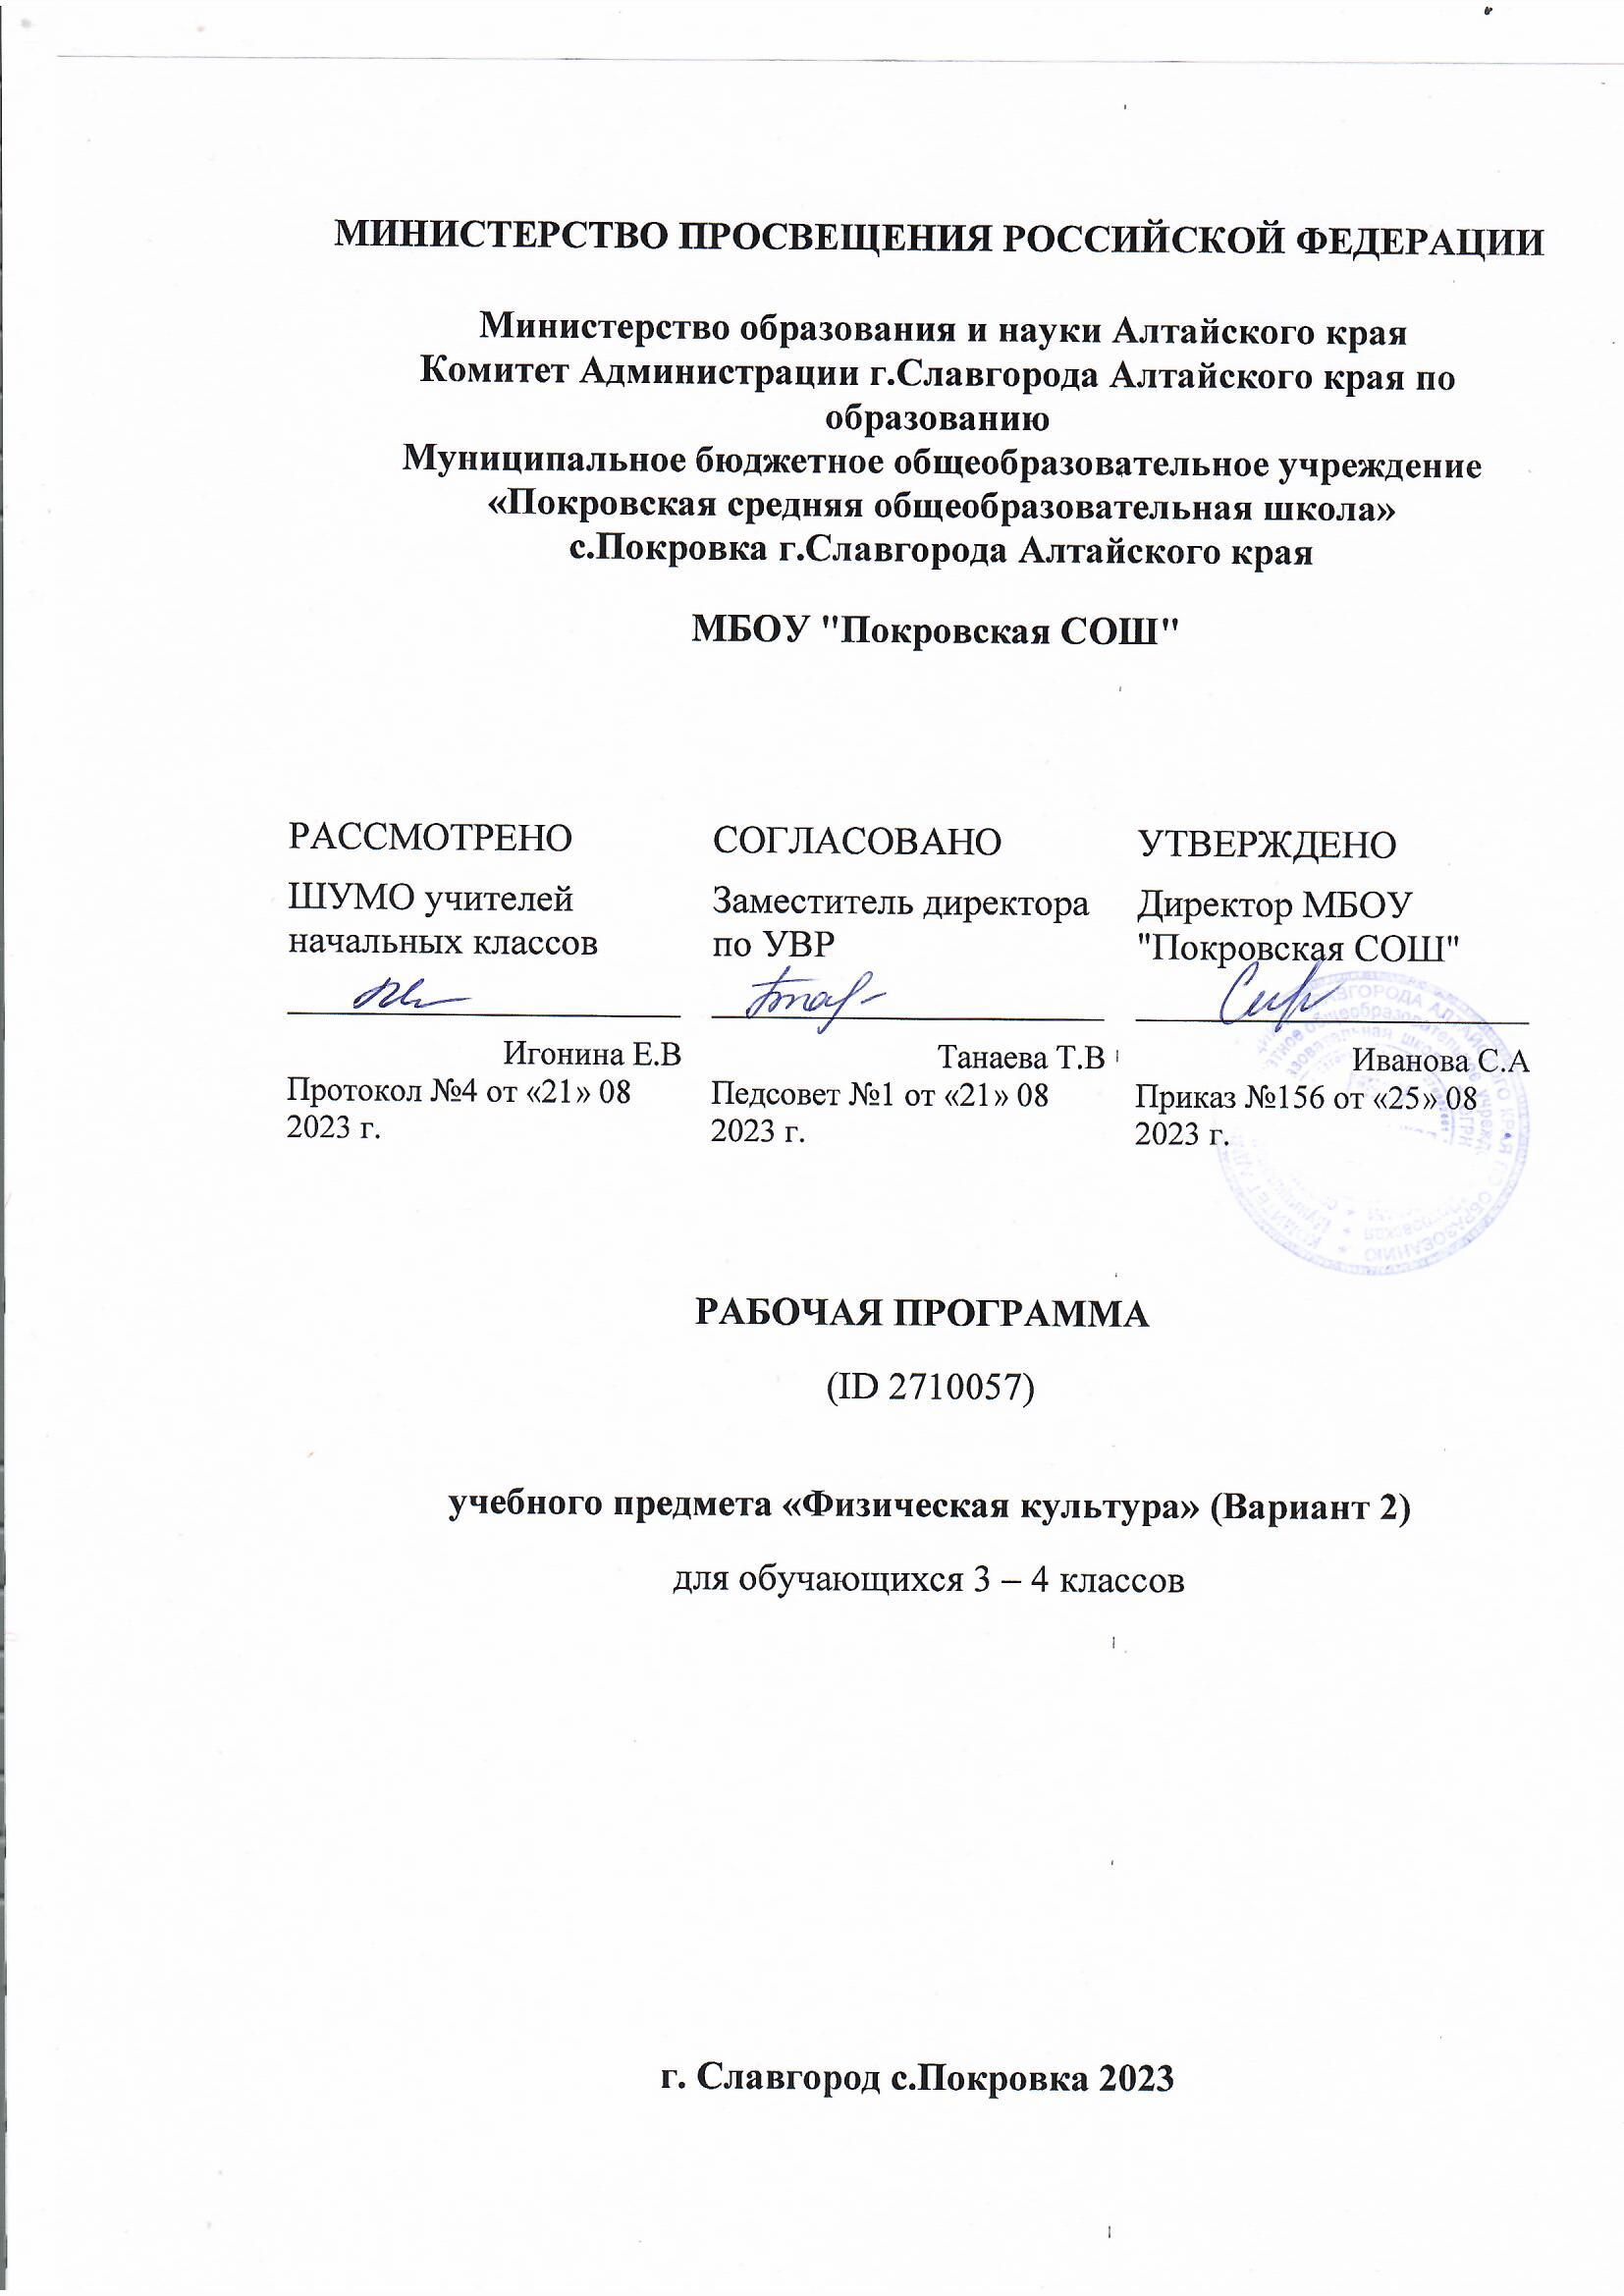 МИНИСТЕРСТВО ПРОСВЕЩЕНИЯ РОССИЙСКОЙ ФЕДЕРАЦИИ
Министерство образования и науки Алтайского края
Комитет Администрации г.Славгорода Алтайского края по
образованию
Муниципальное бюджетное общеобразовательное учреждение
«Покровская средняя общеобразовательная школа»
с.Покровка г.Славгорода Алтайского края
МБОУ "Покровская СОШ"
РАССМОТРЕНО
ШУМО учителей
начальных классов
Игонина Е.В
Протокол №4 от «21» 08
2023 г.
СОГЛАСОВАНО
Заместитель директора
по УВР
Танаева Т.В
Педсовет №1 от «21» 08
2023 г.
УТВЕРЖДЕНО
Директор МБОУ
"Покровская СОШ"
Иванова С.А
Приказ №156 от «25» 08
2023 г.
РАБОЧАЯ ПРОГРАММА
(ID 2710057)
учебного предмета «Физическая культура» (Вариант 2)
для обучающихся 3 – 4 классов
г. Славгород с.Покровка 2023